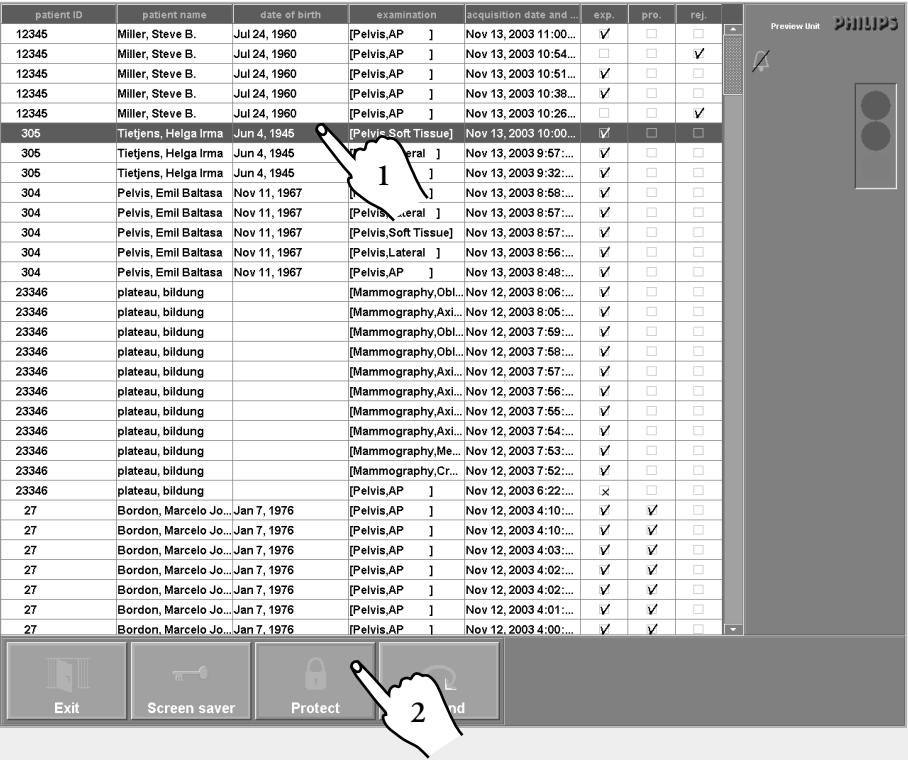 patient ID patient name date of birth examination acquisition date and ... exp. pro. rej.
Preview Unit PHILIPS
12345 Miller, Steve B. Jul 24, 1960 [Pelvis,AP ] Nov 13, 2003 11:00...
12345 Miller, Steve B. Jul 24, 1960 [Pelvis,AP ] Nov 13, 2003 10:54...
12345 Miller, Steve B. Jul 24, 1960 [Pelvis,AP ] Nov 13, 2003 10:51...
12345 Miller, Steve B. Jul 24, 1960 [Pelvis,AP ] Nov 13, 2003 10:38...
12345 Miller, Steve B. Jul 24, 1960 [Pelvis,AP ] Nov 13, 2003 10:26...
305 Tietjens, Helga Irma Jun 4, 1945 [Pelvis,Soft Tissue] Nov 13, 2003 10:00...
305 Tietjens, Helga Irma Jun 4, 1945 ] Nov 13, 2003 9:57:...
305 Tietjens, Helga Irma Jun 4, 1945 ] Nov 13, 2003 9:32:...
1
304 Pelvis, Emil Baltasa Nov 11, 1967 ] Nov 13, 2003 8:58:...
304 Pelvis, Emil Baltasa Nov 11, 1967 [Pelvis,Lateral ] Nov 13, 2003 8:57:...
304 Pelvis, Emil Baltasa Nov 11, 1967 [Pelvis,Soft Tissue] Nov 13, 2003 8:57:...
304 Pelvis, Emil Baltasa Nov 11, 1967 [Pelvis,Lateral ] Nov 13, 2003 8:56:...
304 Pelvis, Emil Baltasa Nov 11, 1967 [Pelvis,AP ] Nov 13, 2003 8:48:...
23346 plateau, bildung [Mammography,Obl... Nov 12, 2003 8:06:...
23346 plateau, bildung [Mammography,Axi... Nov 12, 2003 8:05:...
23346 plateau, bildung [Mammography,Obl... Nov 12, 2003 7:59:...
23346 plateau, bildung [Mammography,Obl... Nov 12, 2003 7:58:...
23346 plateau, bildung [Mammography,Axi... Nov 12, 2003 7:57:...
23346 plateau, bildung [Mammography,Axi... Nov 12, 2003 7:56:...
23346 plateau, bildung [Mammography,Axi... Nov 12, 2003 7:55:...
23346 plateau, bildung [Mammography,Axi... Nov 12, 2003 7:54:...
23346 plateau, bildung [Mammography,Me... Nov 12, 2003 7:53:...
23346 plateau, bildung [Mammography,Cr... Nov 12, 2003 7:52:...
23346 plateau, bildung [Pelvis,AP ] Nov 12, 2003 6:22:...
27 Bordon, Marcelo Jo... Jan 7, 1976 [Pelvis,AP ] Nov 12, 2003 4:10:...
27 Bordon, Marcelo Jo... Jan 7, 1976 [Pelvis,AP ] Nov 12, 2003 4:10:...
27 Bordon, Marcelo Jo... Jan 7, 1976 [Pelvis,AP ] Nov 12, 2003 4:03:...
27 Bordon, Marcelo Jo... Jan 7, 1976 [Pelvis,AP ] Nov 12, 2003 4:02:...
27 Bordon, Marcelo Jo... Jan 7, 1976 [Pelvis,AP ] Nov 12, 2003 4:02:...
27 Bordon, Marcelo Jo... Jan 7, 1976 [Pelvis,AP ] Nov 12, 2003 4:01:...
27 Bordon, Marcelo Jo... Jan 7, 1976 [Pelvis,AP ] Nov 12, 2003 4:00:...
Exit Screen saver Protect
2